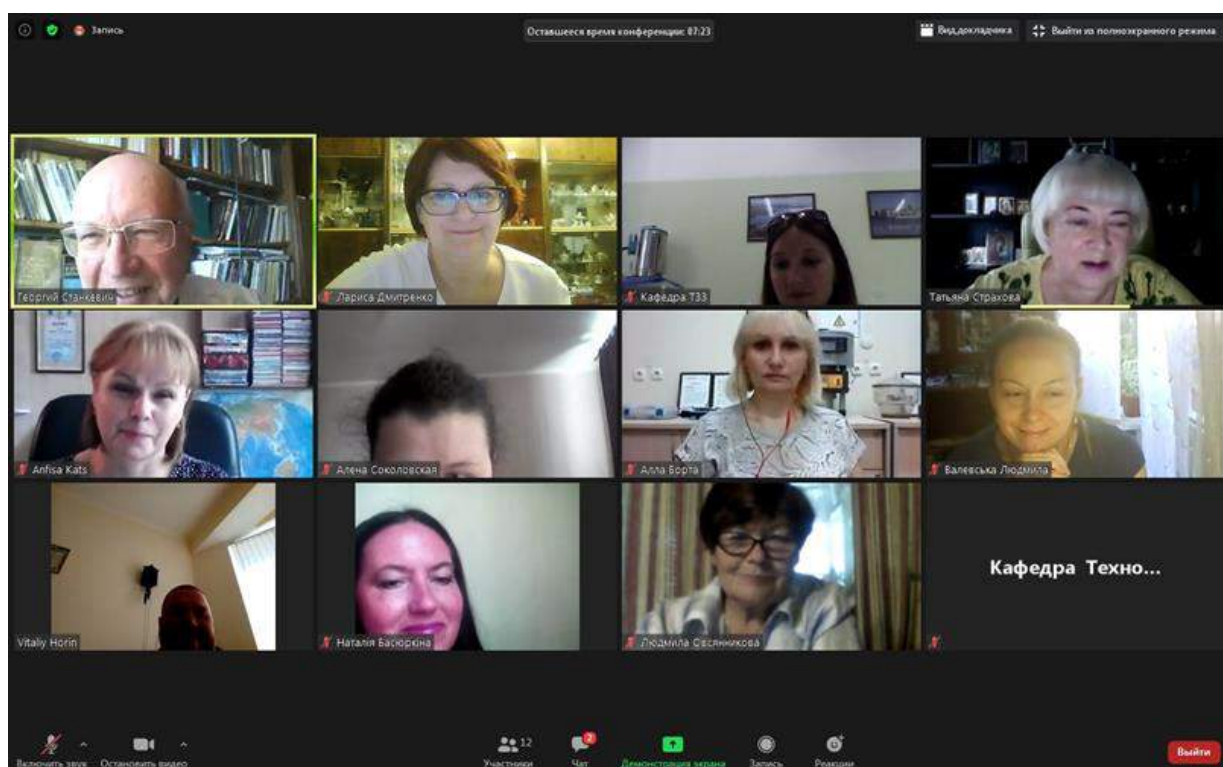 Запись
Оставшееся время конференции: 07:23
Вид докладчика
Выйти из полноэкранного режима
Георгий Станкевич
Лариса Дмитренко
Кафедра ТЗЗ
Татьяна Страхова
Anfisa Kats
Алена Соколовская
Алла Борта
Валевська Людмила
Vitaliy Horin
Наталія Басюркіна
Людмила Овсянникова
Кафедра Техно...
Включить звук
Остановить видео
12
Участники
2
Чат
Демонстрация экрана
Запись
Реакции
Выйти